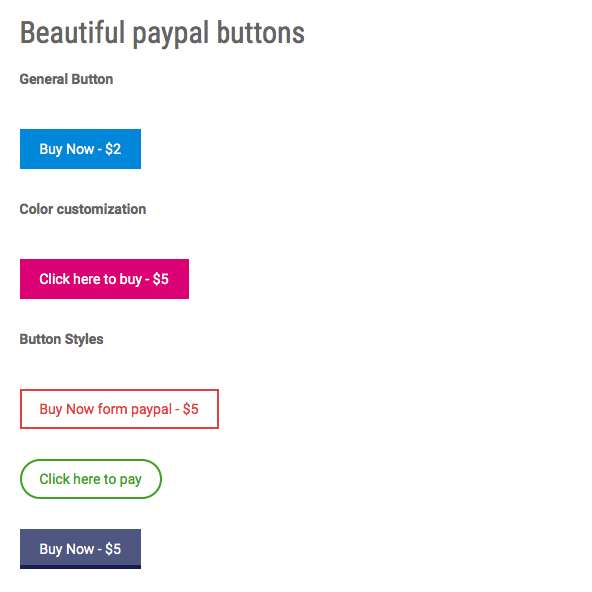 Beautiful paypal buttons
General Button
Buy Now - $2
Color customization
Click here to buy - $5
Button Styles
Buy Now form paypal - $5
Click here to pay
Buy Now - $5